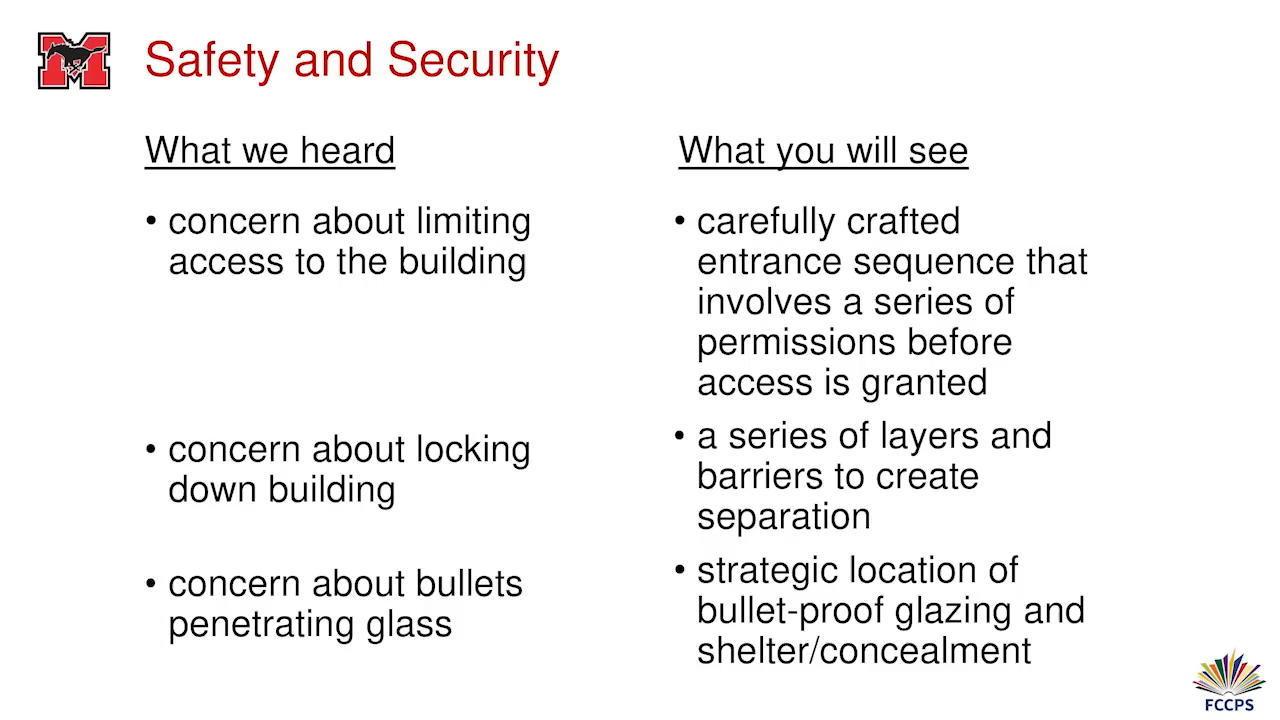 M
Safety and Security
What we heard
• concern about limiting
access to the building
• concern about locking
down building
• concern about bullets
penetrating glass
What you will see
• carefully crafted
entrance sequence that
involves a series of
permissions before
access is granted
• a series of layers and
barriers to create
separation
• strategic location of
bullet-proof glazing and
shelter/concealment
FCCPS